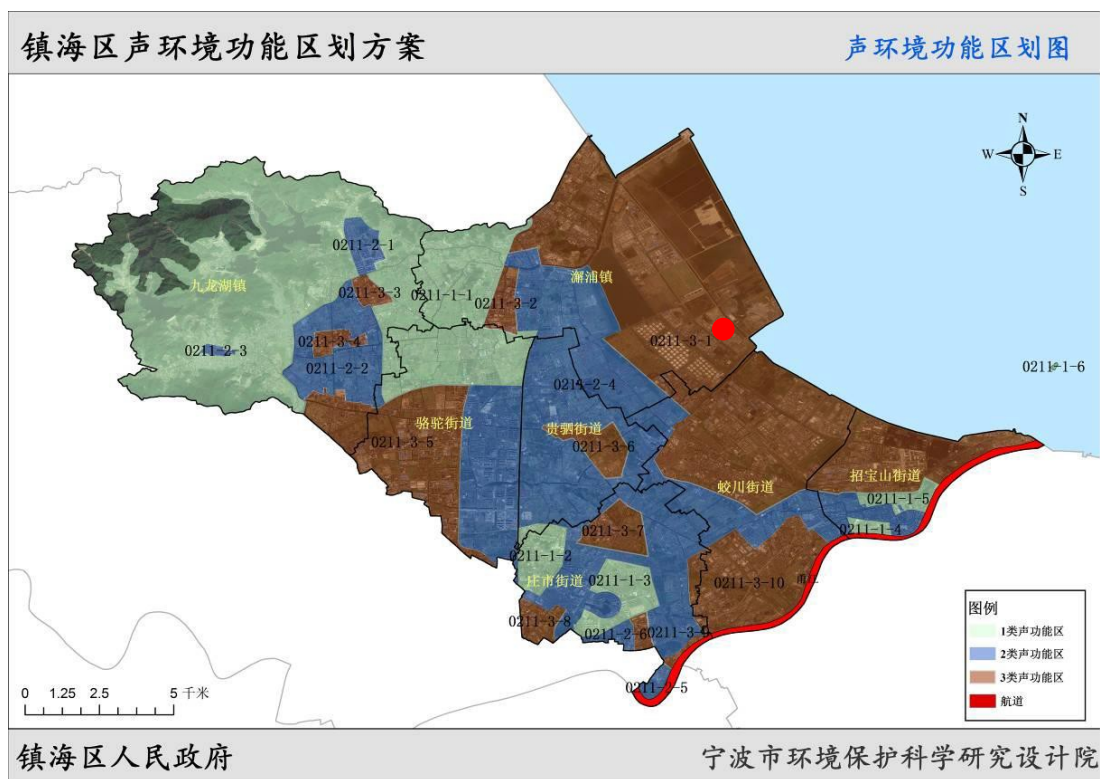 镇海区声环境功能区划方案
声环境功能区划图
N
W
E
S
0211-2-1
九龙湖镇
0211-3-3
0211-1-1
0211-3-2
澥浦镇
0211-3-4
0211-3-1
0211-2-3
0211-2-2
0211-1-6
0211-2-4
骆驼街道
贵驷街道
0211-3-5
0211-3-6
招宝山街道
蛟川街道
0211-1-5
0211-3-7
0211-1-4
0211-1-2
庄市街道
0211-1-3
0211-3-10
甬江
0211-3-8
0211-2-6
0211-3-9
0211-2-5
图例
1类声功能区
2类声功能区
3类声功能区
航道
0 1.25 2.5 5 千米
镇海区人民政府
宁波市环境保护科学研究设计院